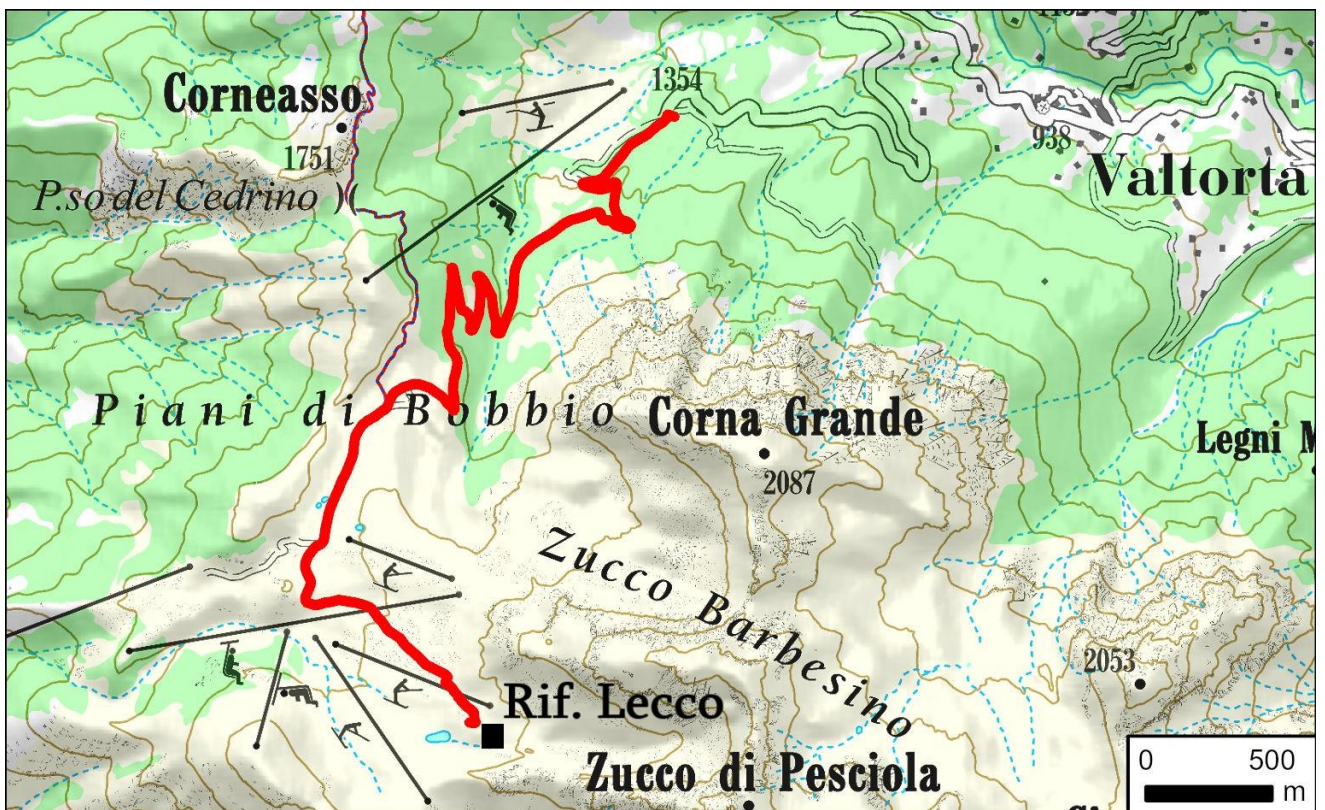 1354
Corneasso
1751
938
P.so del Cedrino
Valtorta
Piani di Bobbio
Corna Grande
Legni
2087
Zucco Barbesino
2053
Rif. Lecco
Zucco di Pesciola
0 500
m